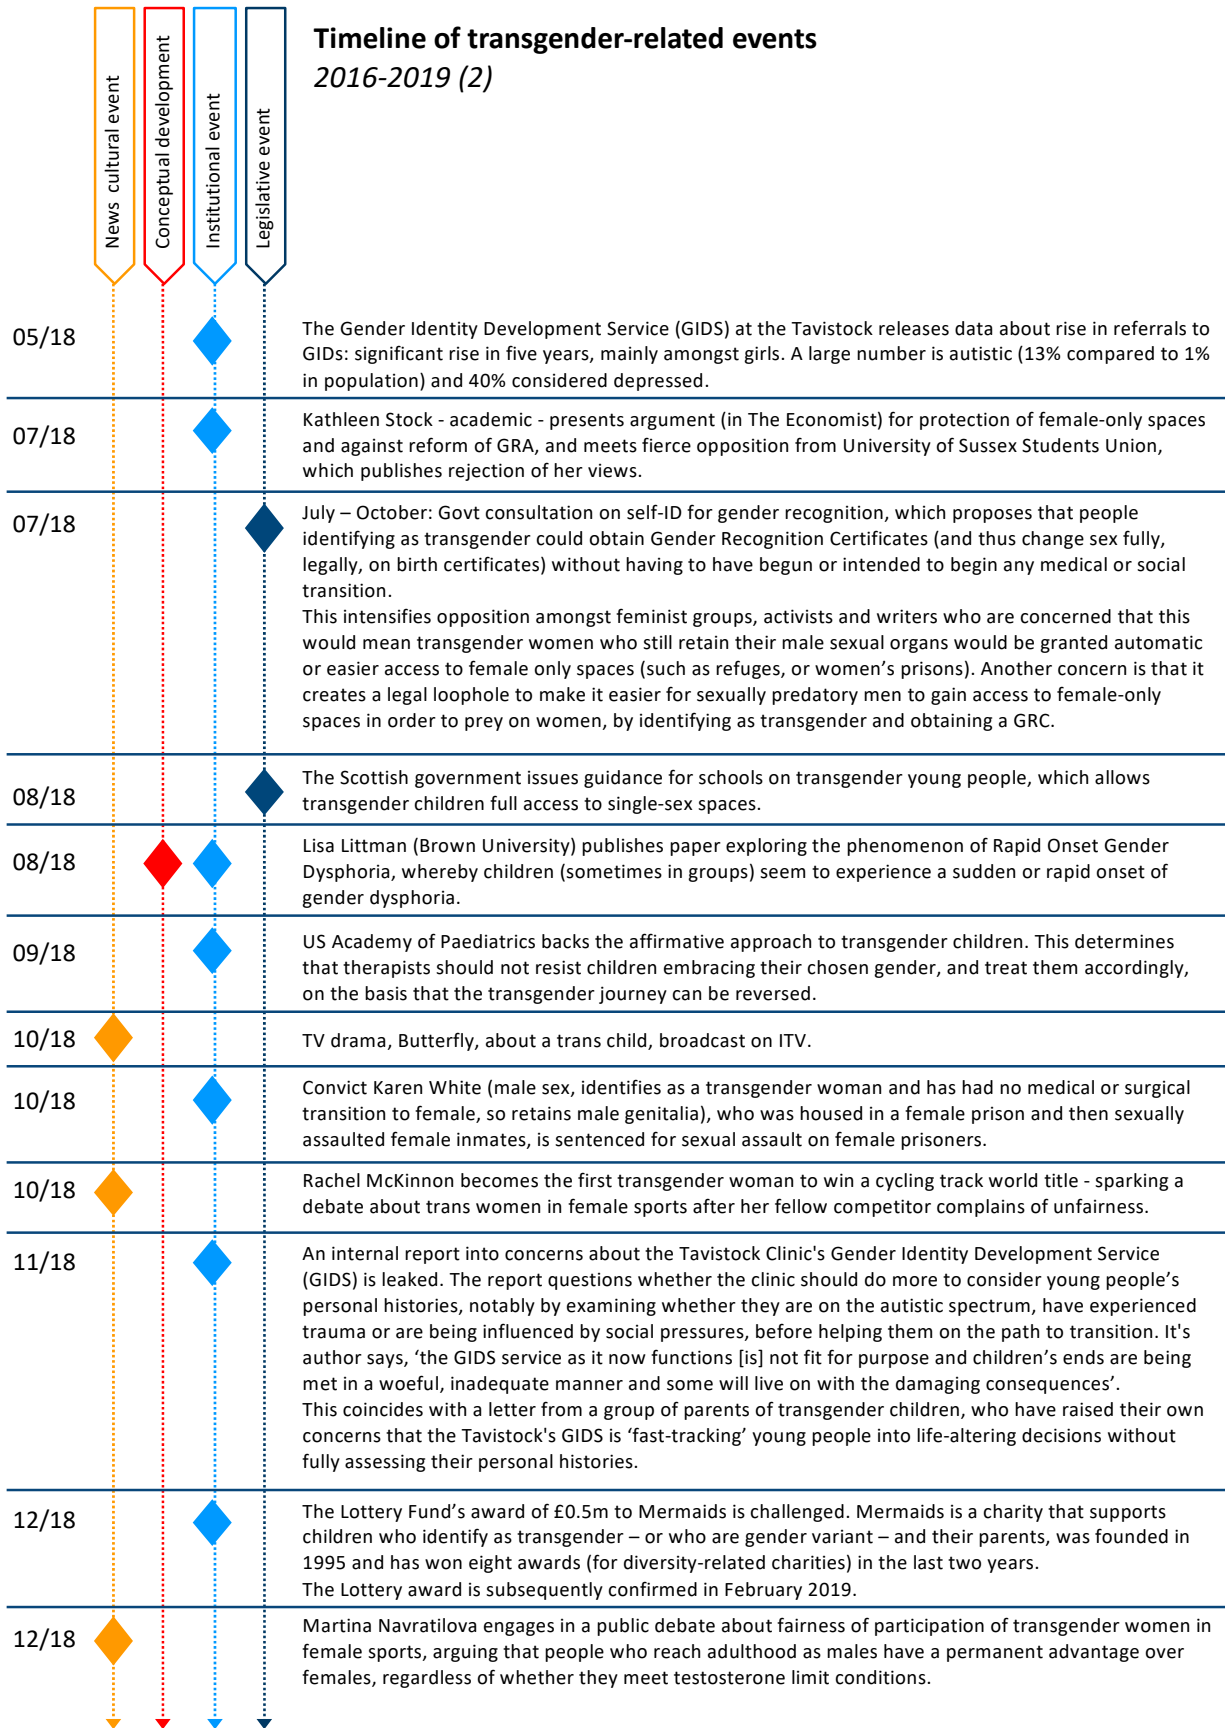 Timeline of transgender-related events
2016-2019 (2)
News  cultural event
Conceptual development
Institutional event
Legislative event
05/18
The Gender Identity Development Service (GIDS) at the Tavistock releases data about rise in referrals to
GIDs: significant rise in five years, mainly amongst girls. A large number is autistic (13% compared to 1%
in population) and 40% considered depressed.
07/18
Kathleen Stock - academic - presents argument (in The Economist) for protection of female-only spaces
and against reform of GRA, and meets fierce opposition from University of Sussex Students Union,
which publishes rejection of her views.
07/18
July – October: Govt consultation on self-ID for gender recognition, which proposes that people
identifying as transgender could obtain Gender Recognition Certificates (and thus change sex fully,
legally, on birth certificates) without having to have begun or intended to begin any medical or social
transition.
This intensifies opposition amongst feminist groups, activists and writers who are concerned that this
would mean transgender women who still retain their male sexual organs would be granted automatic
or easier access to female only spaces (such as refuges, or women’s prisons). Another concern is that it
creates a legal loophole to make it easier for sexually predatory men to gain access to female-only
spaces in order to prey on women, by identifying as transgender and obtaining a GRC.
08/18
The Scottish government issues guidance for schools on transgender young people, which allows
transgender children full access to single-sex spaces.
08/18
Lisa Littman (Brown University) publishes paper exploring the phenomenon of Rapid Onset Gender
Dysphoria, whereby children (sometimes in groups) seem to experience a sudden or rapid onset of
gender dysphoria.
09/18
US Academy of Paediatrics backs the affirmative approach to transgender children. This determines
that therapists should not resist children embracing their chosen gender, and treat them accordingly,
on the basis that the transgender journey can be reversed.
10/18
TV drama, Butterfly, about a trans child, broadcast on ITV.
10/18
Convict Karen White (male sex, identifies as a transgender woman and has had no medical or surgical
transition to female, so retains male genitalia), who was housed in a female prison and then sexually
assaulted female inmates, is sentenced for sexual assault on female prisoners.
10/18
Rachel McKinnon becomes the first transgender woman to win a cycling track world title - sparking a
debate about trans women in female sports after her fellow competitor complains of unfairness.
11/18
An internal report into concerns about the Tavistock Clinic's Gender Identity Development Service
(GIDS) is leaked. The report questions whether the clinic should do more to consider young people’s
personal histories, notably by examining whether they are on the autistic spectrum, have experienced
trauma or are being influenced by social pressures, before helping them on the path to transition. It's
author says, ‘the GIDS service as it now functions [is] not fit for purpose and children’s ends are being
met in a woeful, inadequate manner and some will live on with the damaging consequences’.
This coincides with a letter from a group of parents of transgender children, who have raised their own
concerns that the Tavistock's GIDS is ‘fast-tracking’ young people into life-altering decisions without
fully assessing their personal histories.
12/18
The Lottery Fund’s award of £0.5m to Mermaids is challenged. Mermaids is a charity that supports
children who identify as transgender – or who are gender variant – and their parents, was founded in
1995 and has won eight awards (for diversity-related charities) in the last two years.
The Lottery award is subsequently confirmed in February 2019.
12/18
Martina Navratilova engages in a public debate about fairness of participation of transgender women in
female sports, arguing that people who reach adulthood as males have a permanent advantage over
females, regardless of whether they meet testosterone limit conditions.